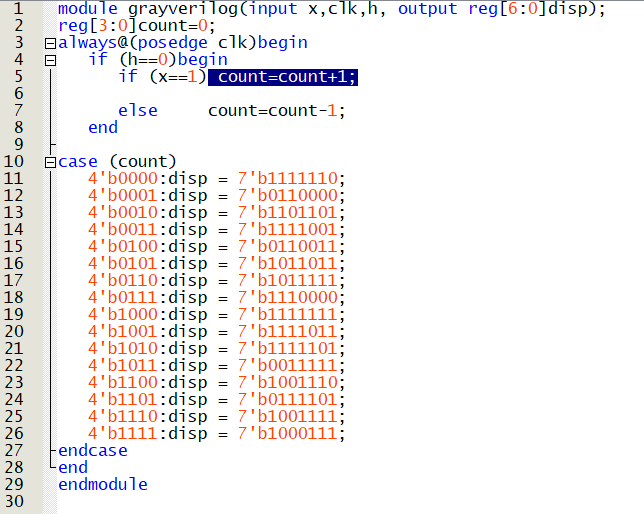 1 module grayverilog(input x,clk,h, output reg[6:0]disp);
2 reg[3:0]count=0;
3 always@(posedge clk)begin
4 if (h==0)begin
5 if (x==1) count=count+1;
6
7 else count=count-1;
8 end
9
10 case (count)
11 4'b0000:disp = 7'b1111110;
12 4'b0001:disp = 7'b0110000;
13 4'b0010:disp = 7'b1101101;
14 4'b0011:disp = 7'b1111001;
15 4'b0100:disp = 7'b0110011;
16 4'b0101:disp = 7'b1011011;
17 4'b0110:disp = 7'b1011111;
18 4'b0111:disp = 7'b1110000;
19 4'b1000:disp = 7'b1111111;
20 4'b1001:disp = 7'b1111011;
21 4'b1010:disp = 7'b1111101;
22 4'b1011:disp = 7'b0011111;
23 4'b1100:disp = 7'b1001110;
24 4'b1101:disp = 7'b0111101;
25 4'b1110:disp = 7'b1001111;
26 4'b1111:disp = 7'b1000111;
27 endcase
28 end
29 endmodule
30